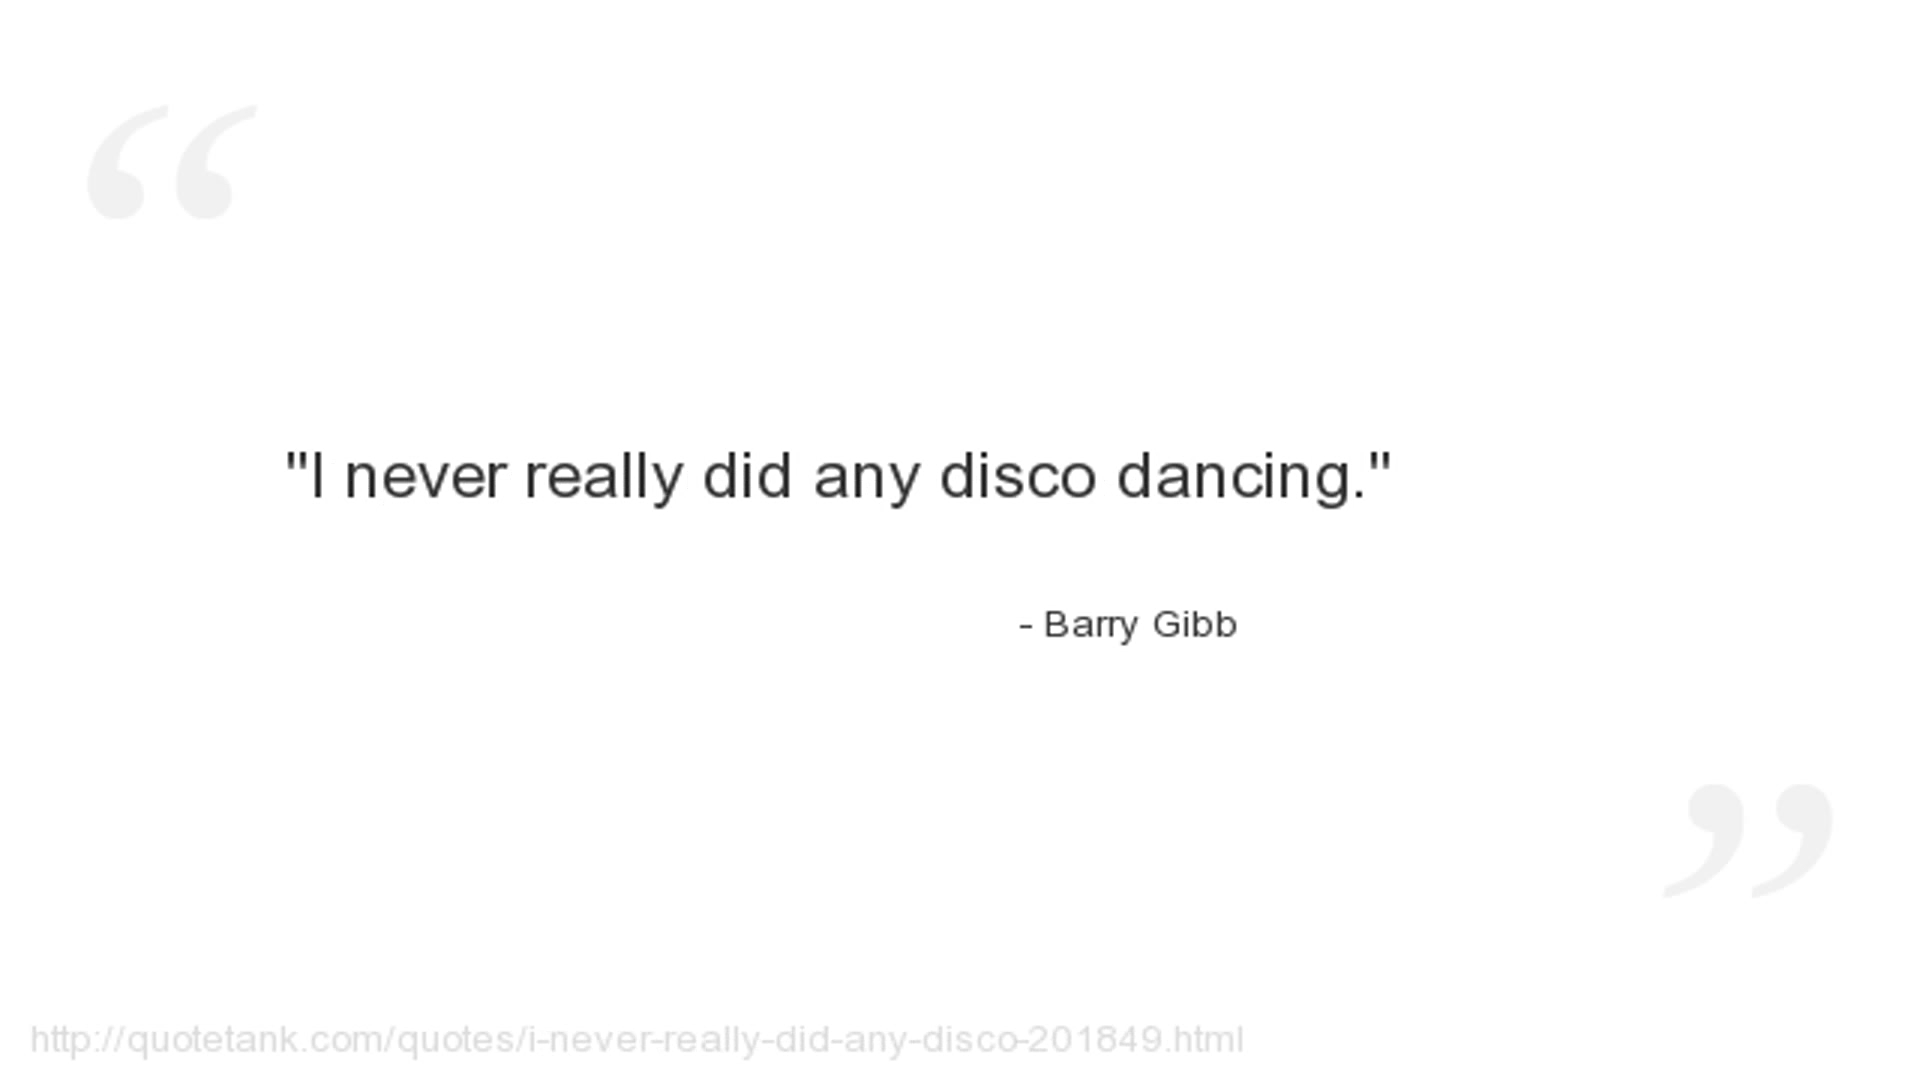 "I never really did any disco dancing."
- Barry Gibb
http://quotetank.com/quotes/i-never-really-did-any-disco-201849.html